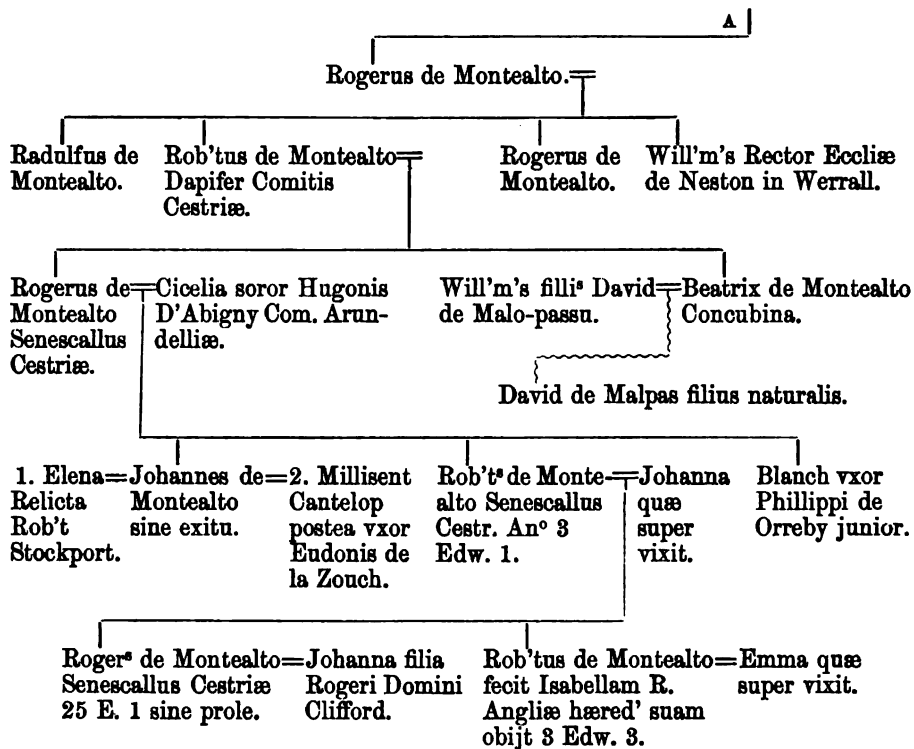 A
Rogerus de Montealto.
Radulfus de
Montealto.
Rob'tus de Montealto
Dapifer Comitis
Cestriæ.
Rogerus de
Montealto.
Will'm's Rector Eccliæ
de Neston in Werrall.
Rogerus de
Montealto
Senescallus
Cestriæ.
Cicelia soror Hugonis
D'Abigny Com. Arun-
delliæ.
Will'm's filliˢ David
de Malo-passu.
Beatrix de Montealto
Concubina.
David de Malpas filius naturalis.
1. Elena
Relicta
Rob't
Stockport.
Johannes de
Montealto
sine exitu.
2. Millisent
Cantelop
postea vxor
Eudonis de
la Zouch.
Rob'tˢ de Monte-
alto Senescallus
Cestr. Anº 3
Edw. 1.
Johanna
quæ
super
vixit.
Blanch vxor
Phillippi de
Orreby junior.
Rogerˢ de Montealto
Senescallus Cestriæ
25 E. 1 sine prole.
Johanna filia
Rogeri Domini
Clifford.
Rob'tus de Montealto
fecit Isabellam R.
Angliæ hæred' suam
obijt 3 Edw. 3.
Emma quæ
super vixit.